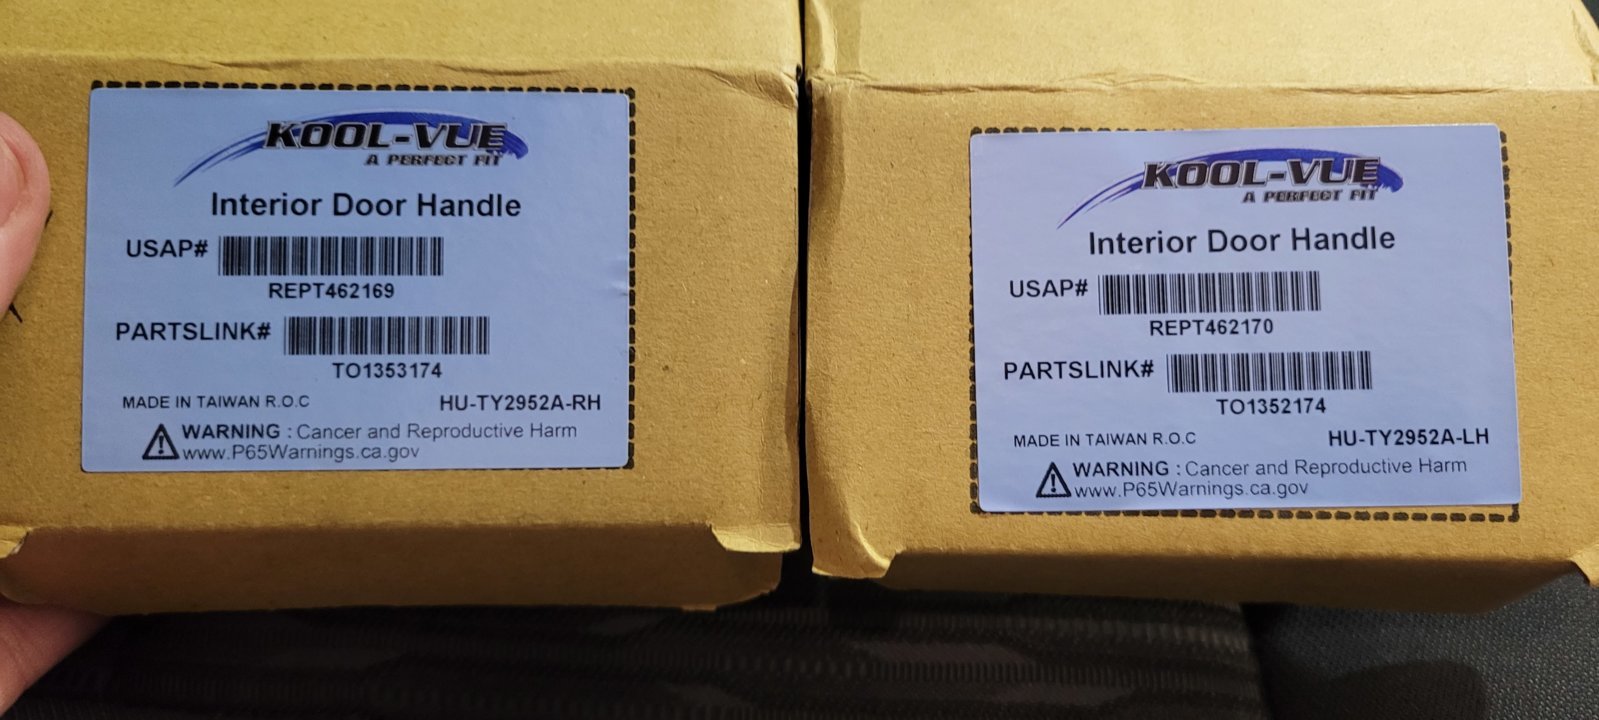 KOOL-VUE
A PERFECT FIT
Interior Door Handle
USAP#
REPT462169
PARTSLINK#
TO1353174
MADE IN TAIWAN R.O.C HU-TY2952A-RH
WARNING : Cancer and Reproductive Harm
www.P65Warnings.ca.gov
KOOL-VUE
A PERFECT FIT
Interior Door Handle
USAP#
REPT462170
PARTSLINK#
TO1352174
MADE IN TAIWAN R.O.C HU-TY2952A-LH
WARNING : Cancer and Reproductive Harm
www.P65Warnings.ca.gov